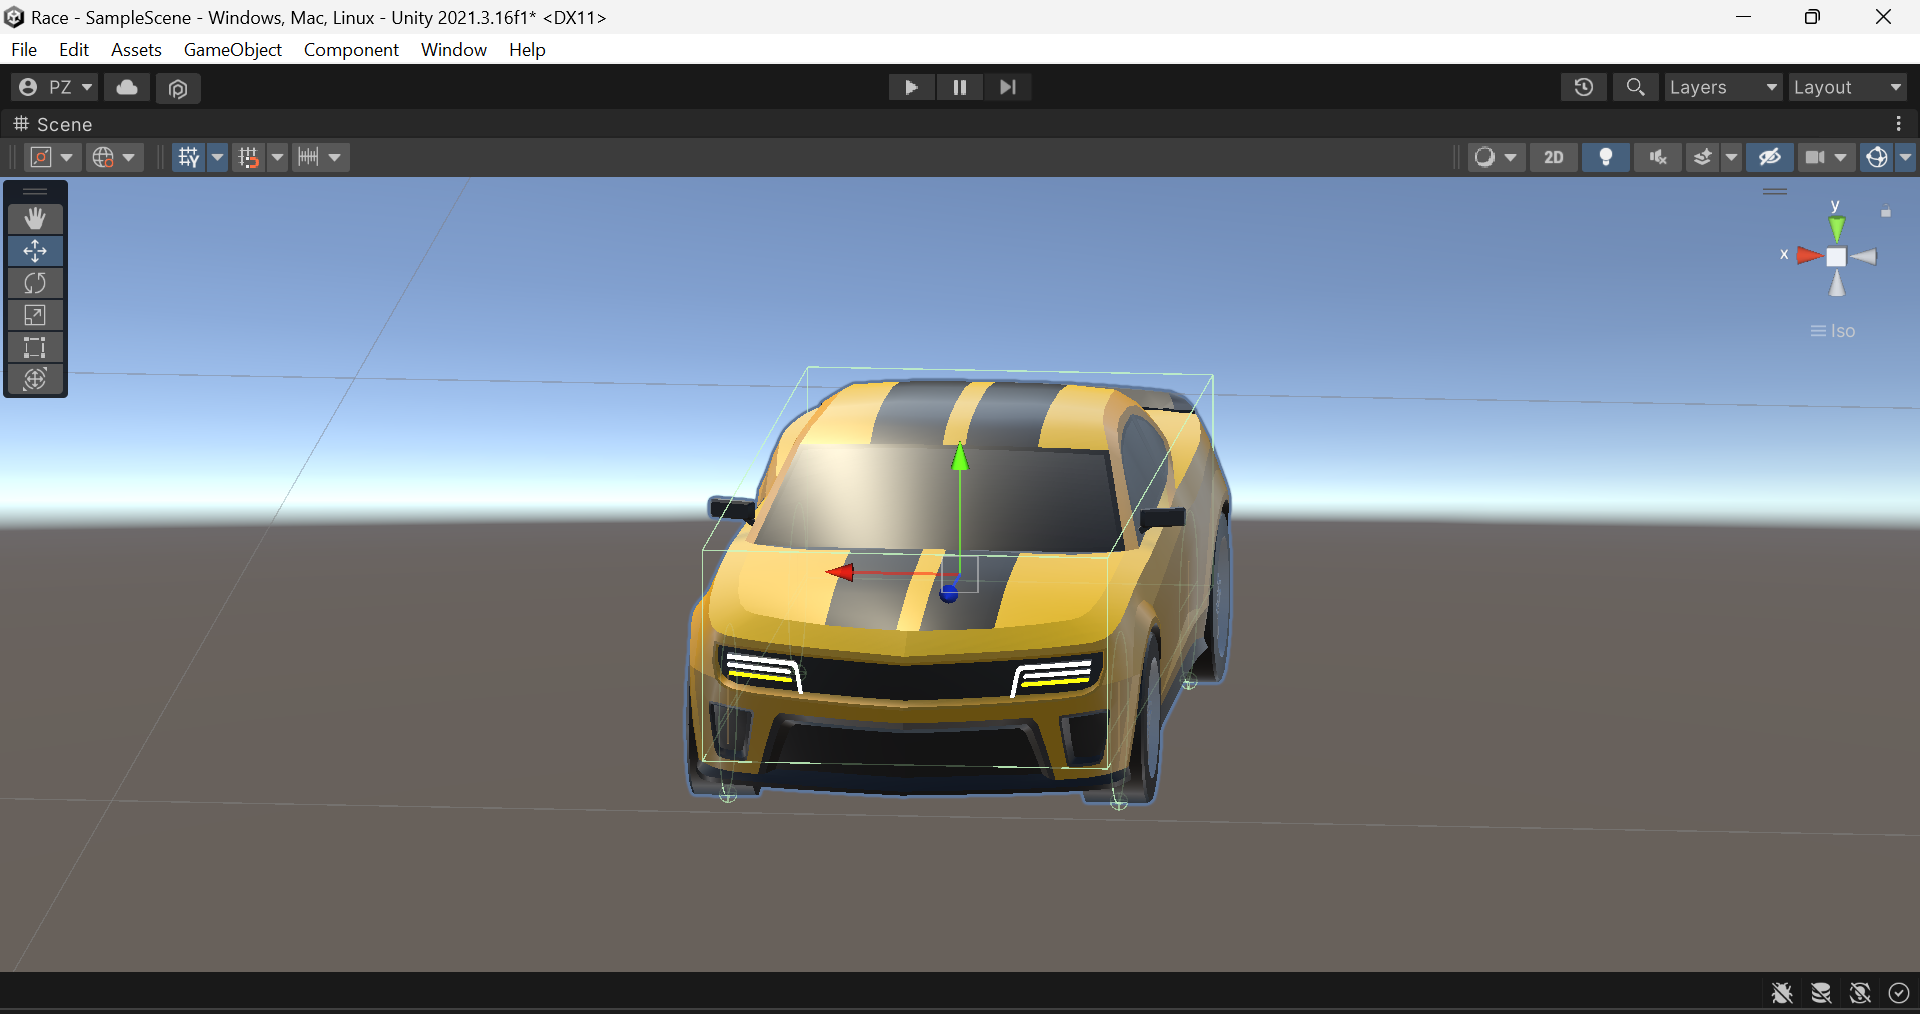 Race - SampleScene - Windows, Mac, Linux - Unity 2021.3.16f1* <DX11>
File Edit Assets GameObject Component Window Help
PZ Layers Layout
Scene
2D
y
x
Iso